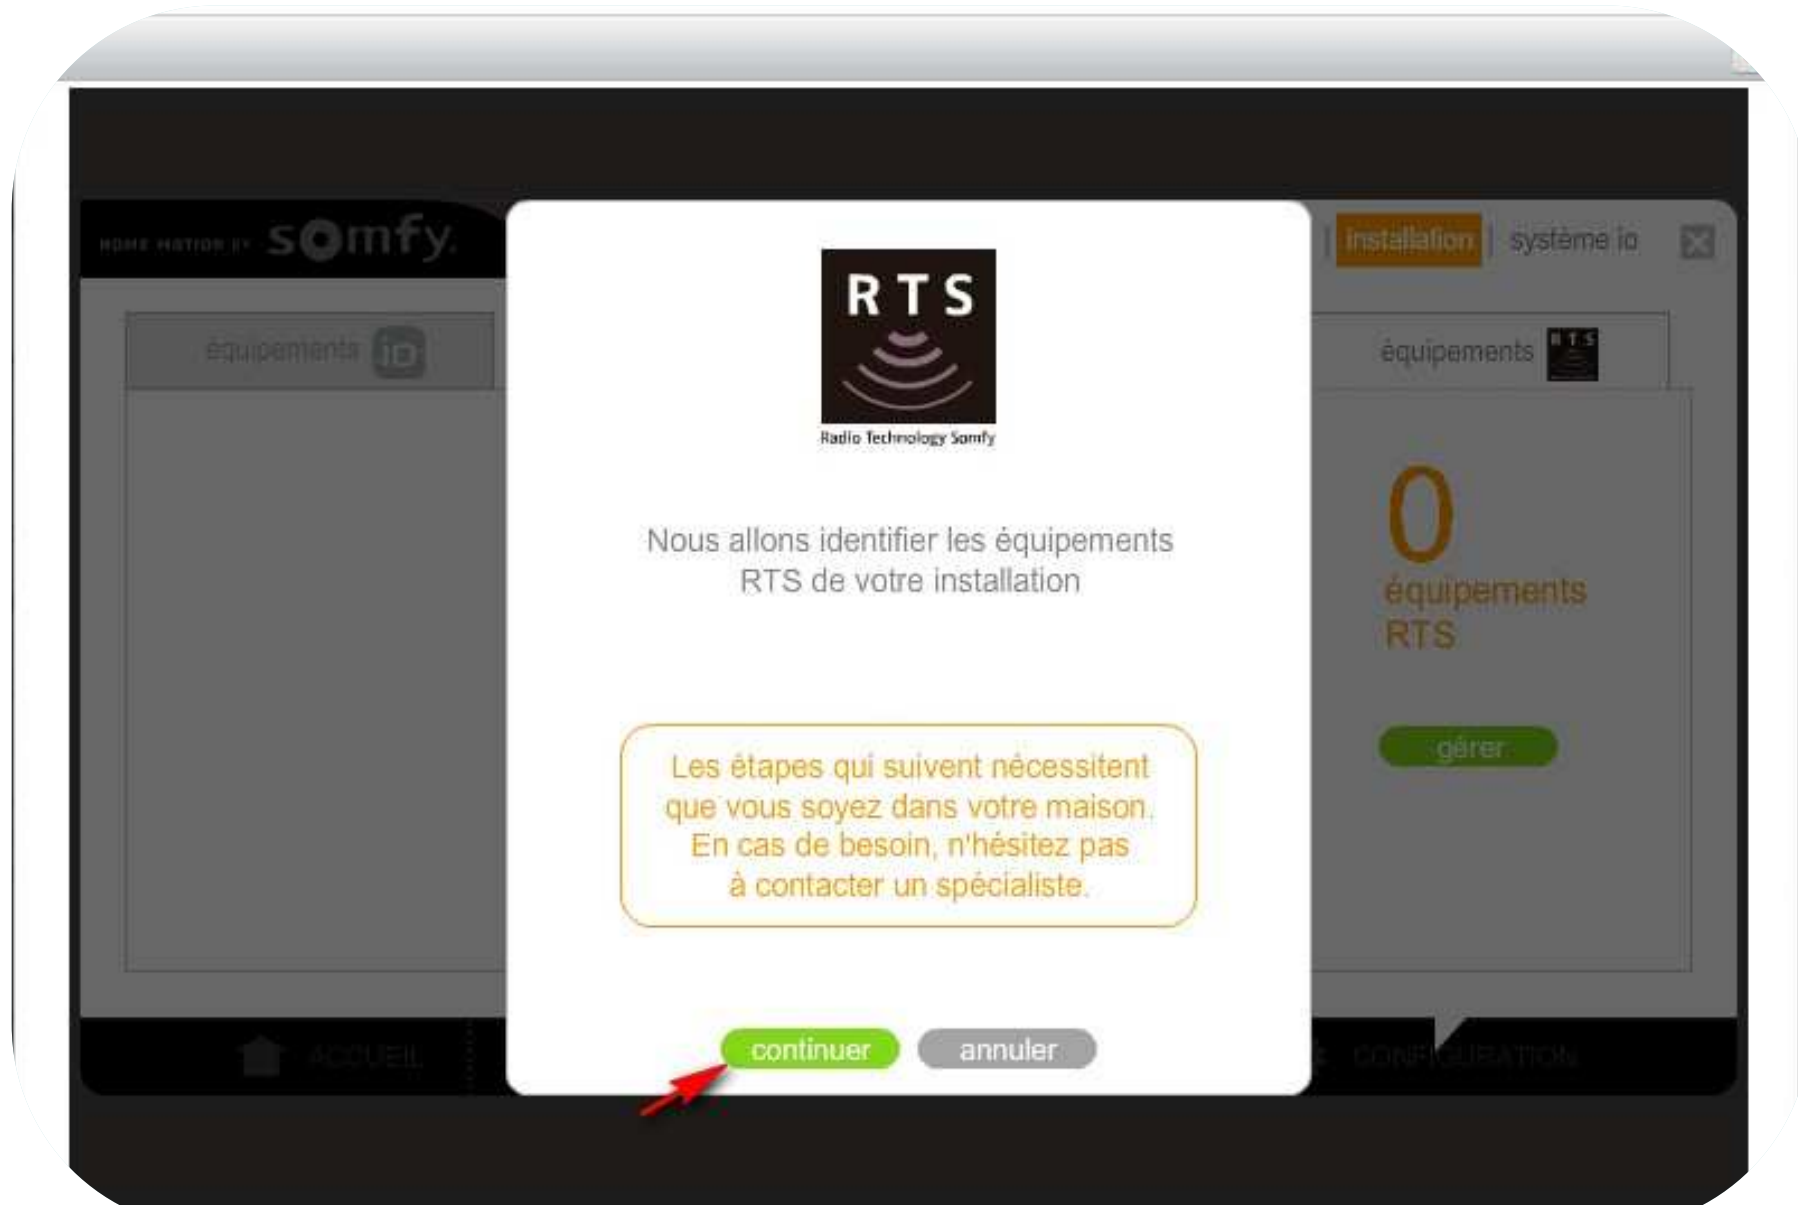 HOME MOTION BY somfy.
Installation | système io
équipements io
RTS
Radio Technology Somfy
équipements RTS
Nous allons identifier les équipements
RTS de votre installation
0
équipements
RTS
gérer
Les étapes qui suivent nécessitent
que vous soyez dans votre maison.
En cas de besoin, n'hésitez pas
à contacter un spécialiste.
continuer
annuler
ACCUEIL
CONFIGURATION